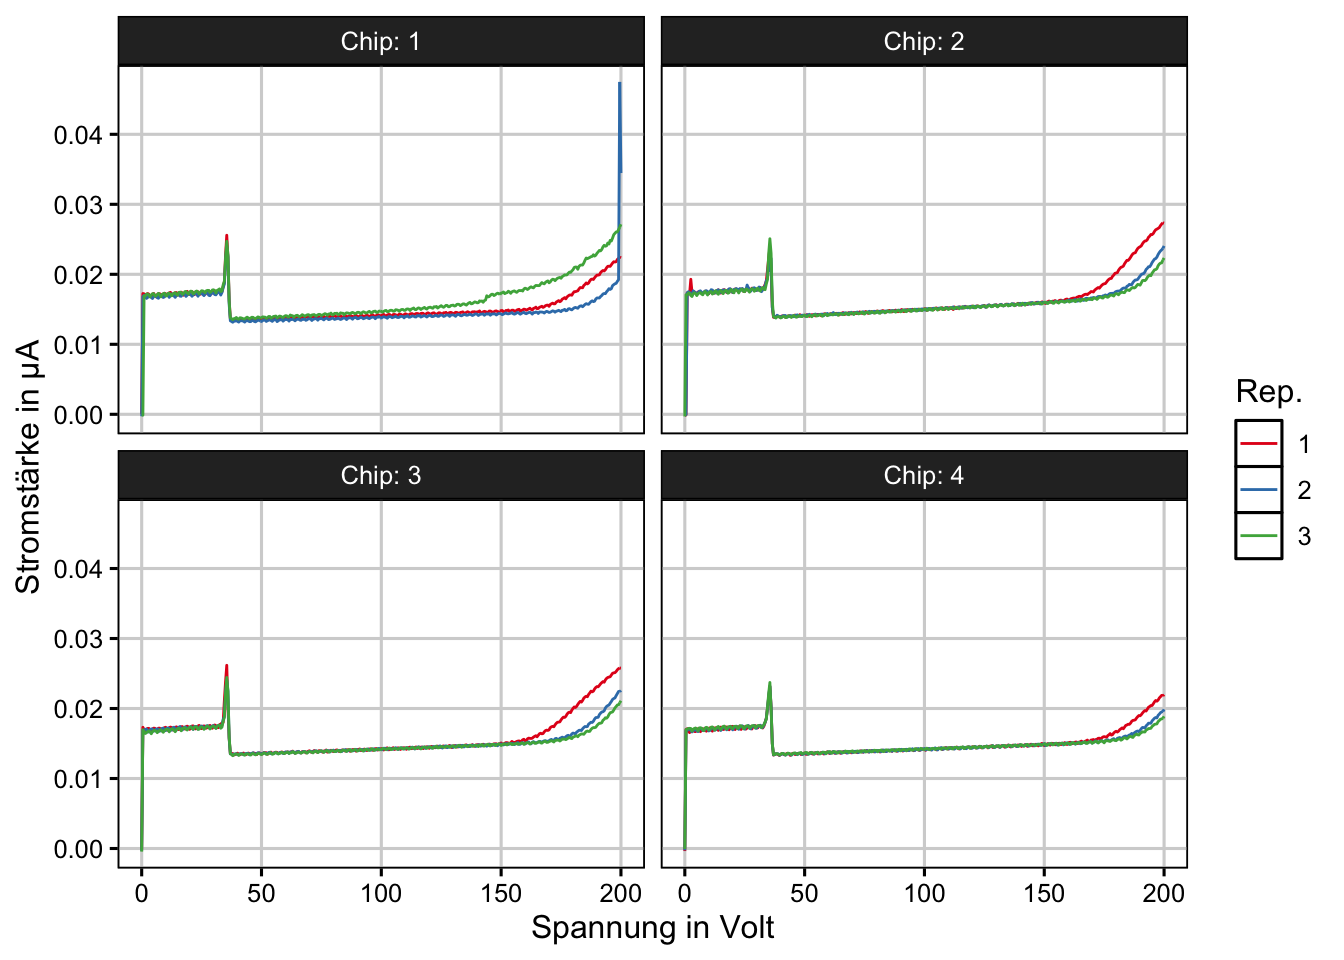 Chip: 1
Chip: 2
0.04
0.03
0.02
0.01
0.00
Chip: 3
Chip: 4
0.04
0.03
0.02
0.01
0.00
0 50 100 150 200
0 50 100 150 200
Spannung in Volt
Stromstärke in µA
Rep.
1
2
3